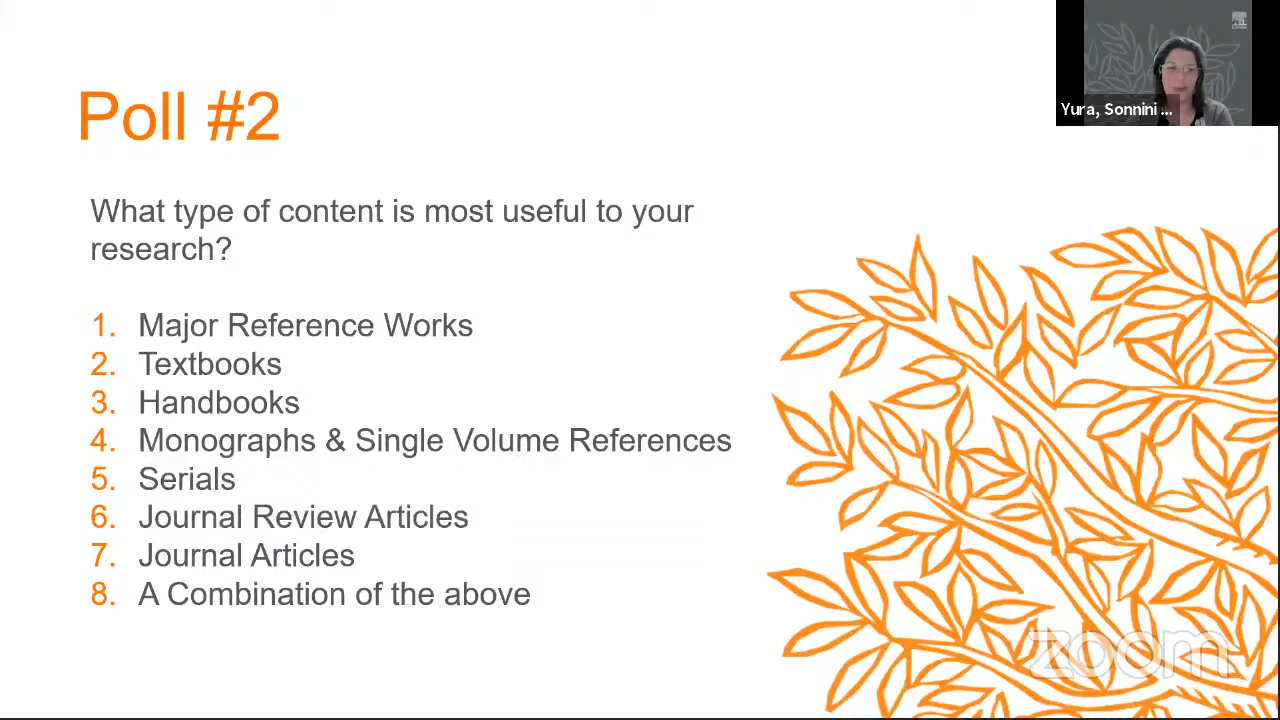 Poll #2
Yura, Sonnini ...
What type of content is most useful to your
research?
1. Major Reference Works
2. Textbooks
3. Handbooks
4. Monographs & Single Volume References
5. Serials
6. Journal Review Articles
7. Journal Articles
8. A Combination of the above
zoom